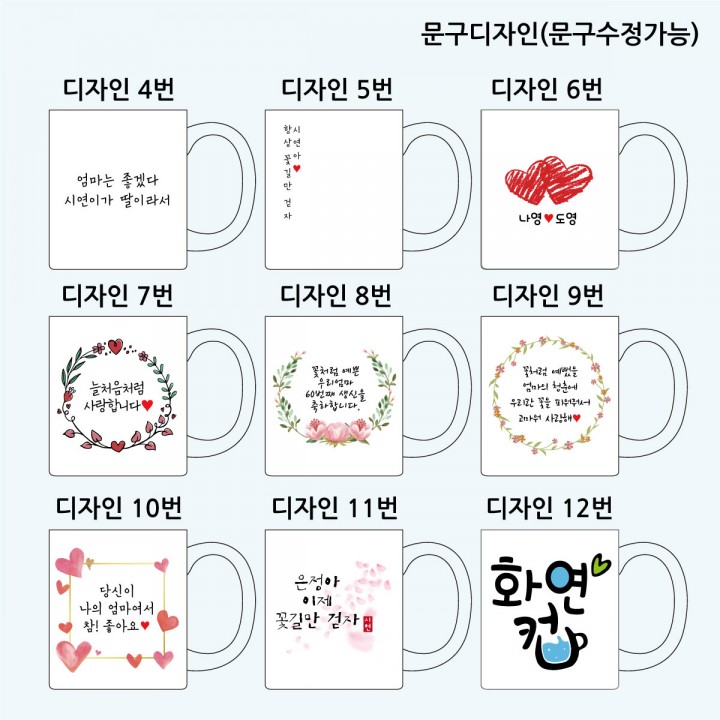 문구디자인(문구수정가능)
디자인 4번
디자인 5번
디자인 6번
엄마는 좋겠다
시연이가 딸이라서
시연아♥
항상 꽃길만 걷자
나영♥도영
디자인 7번
디자인 8번
디자인 9번
늘처음처럼
사랑합니다♥
꽃처럼 예쁜
우리엄마
60번째 생신을
축하합니다.
꽃처럼 예뻤을
엄마의 청춘에
우리란 꽃을 피워줘서
고마워 사랑해♥
디자인 10번
디자인 11번
디자인 12번
당신이
나의 엄마여서
참! 좋아요♥
은정아
이제
꽃길만 걷자
시연
화연
컵